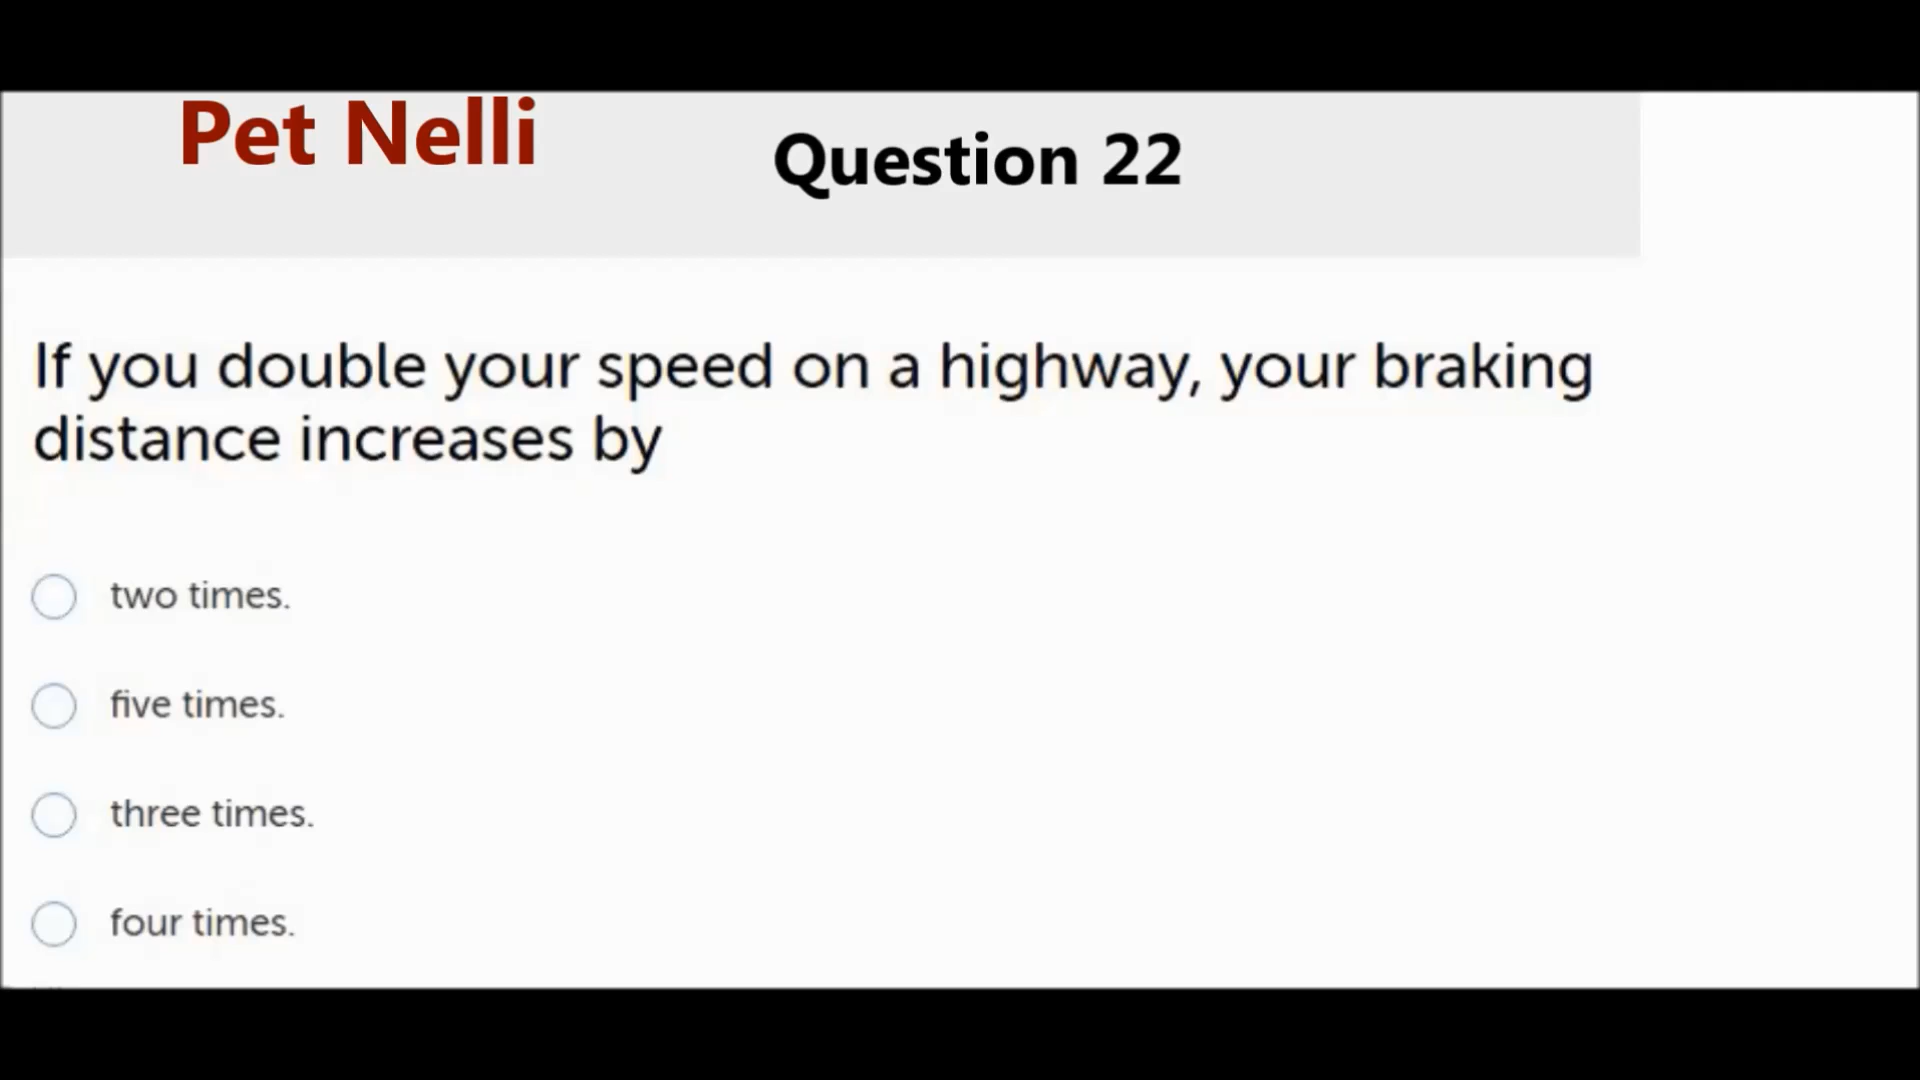 Pet Nelli
Question 22
If you double your speed on a highway, your braking
distance increases by
two times.
five times.
three times.
four times.